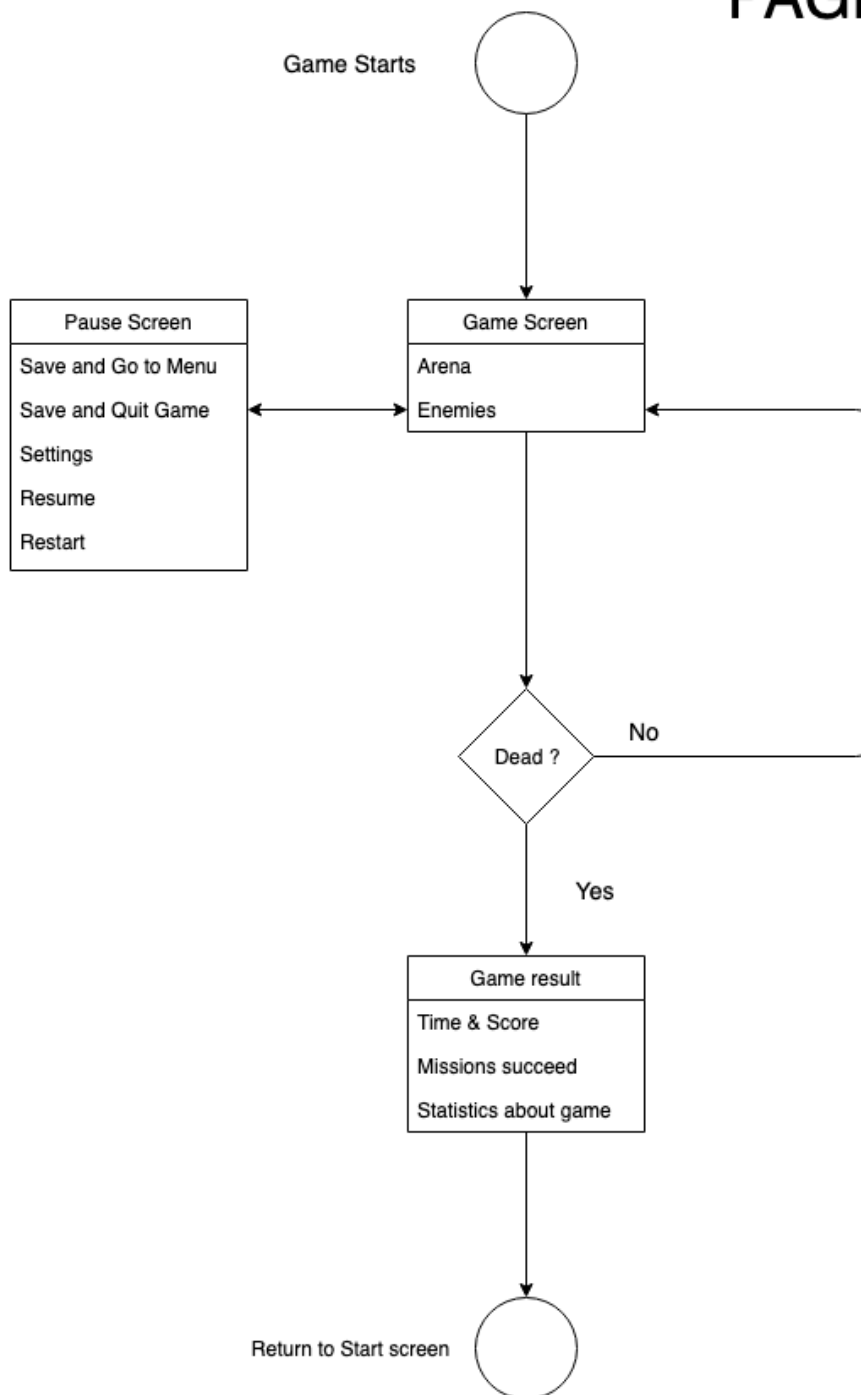 Game Starts
Pause Screen
Save and Go to Menu
Save and Quit Game
Settings
Resume
Restart
Game Screen
Arena
Enemies
Dead ?
No
Yes
Game result
Time & Score
Missions succeed
Statistics about game
Return to Start screen